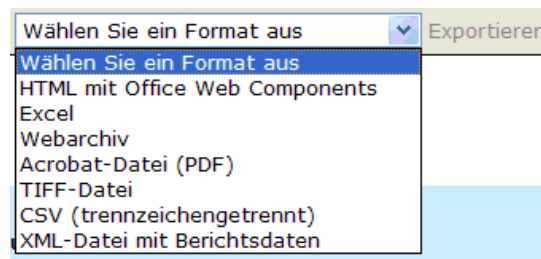 Wählen Sie ein Format aus Exportieren
Wählen Sie ein Format aus
HTML mit Office Web Components
Excel
Webarchiv
Acrobat-Datei (PDF)
TIFF-Datei
CSV (trennzeichengetrennt)
XML-Datei mit Berichtsdaten